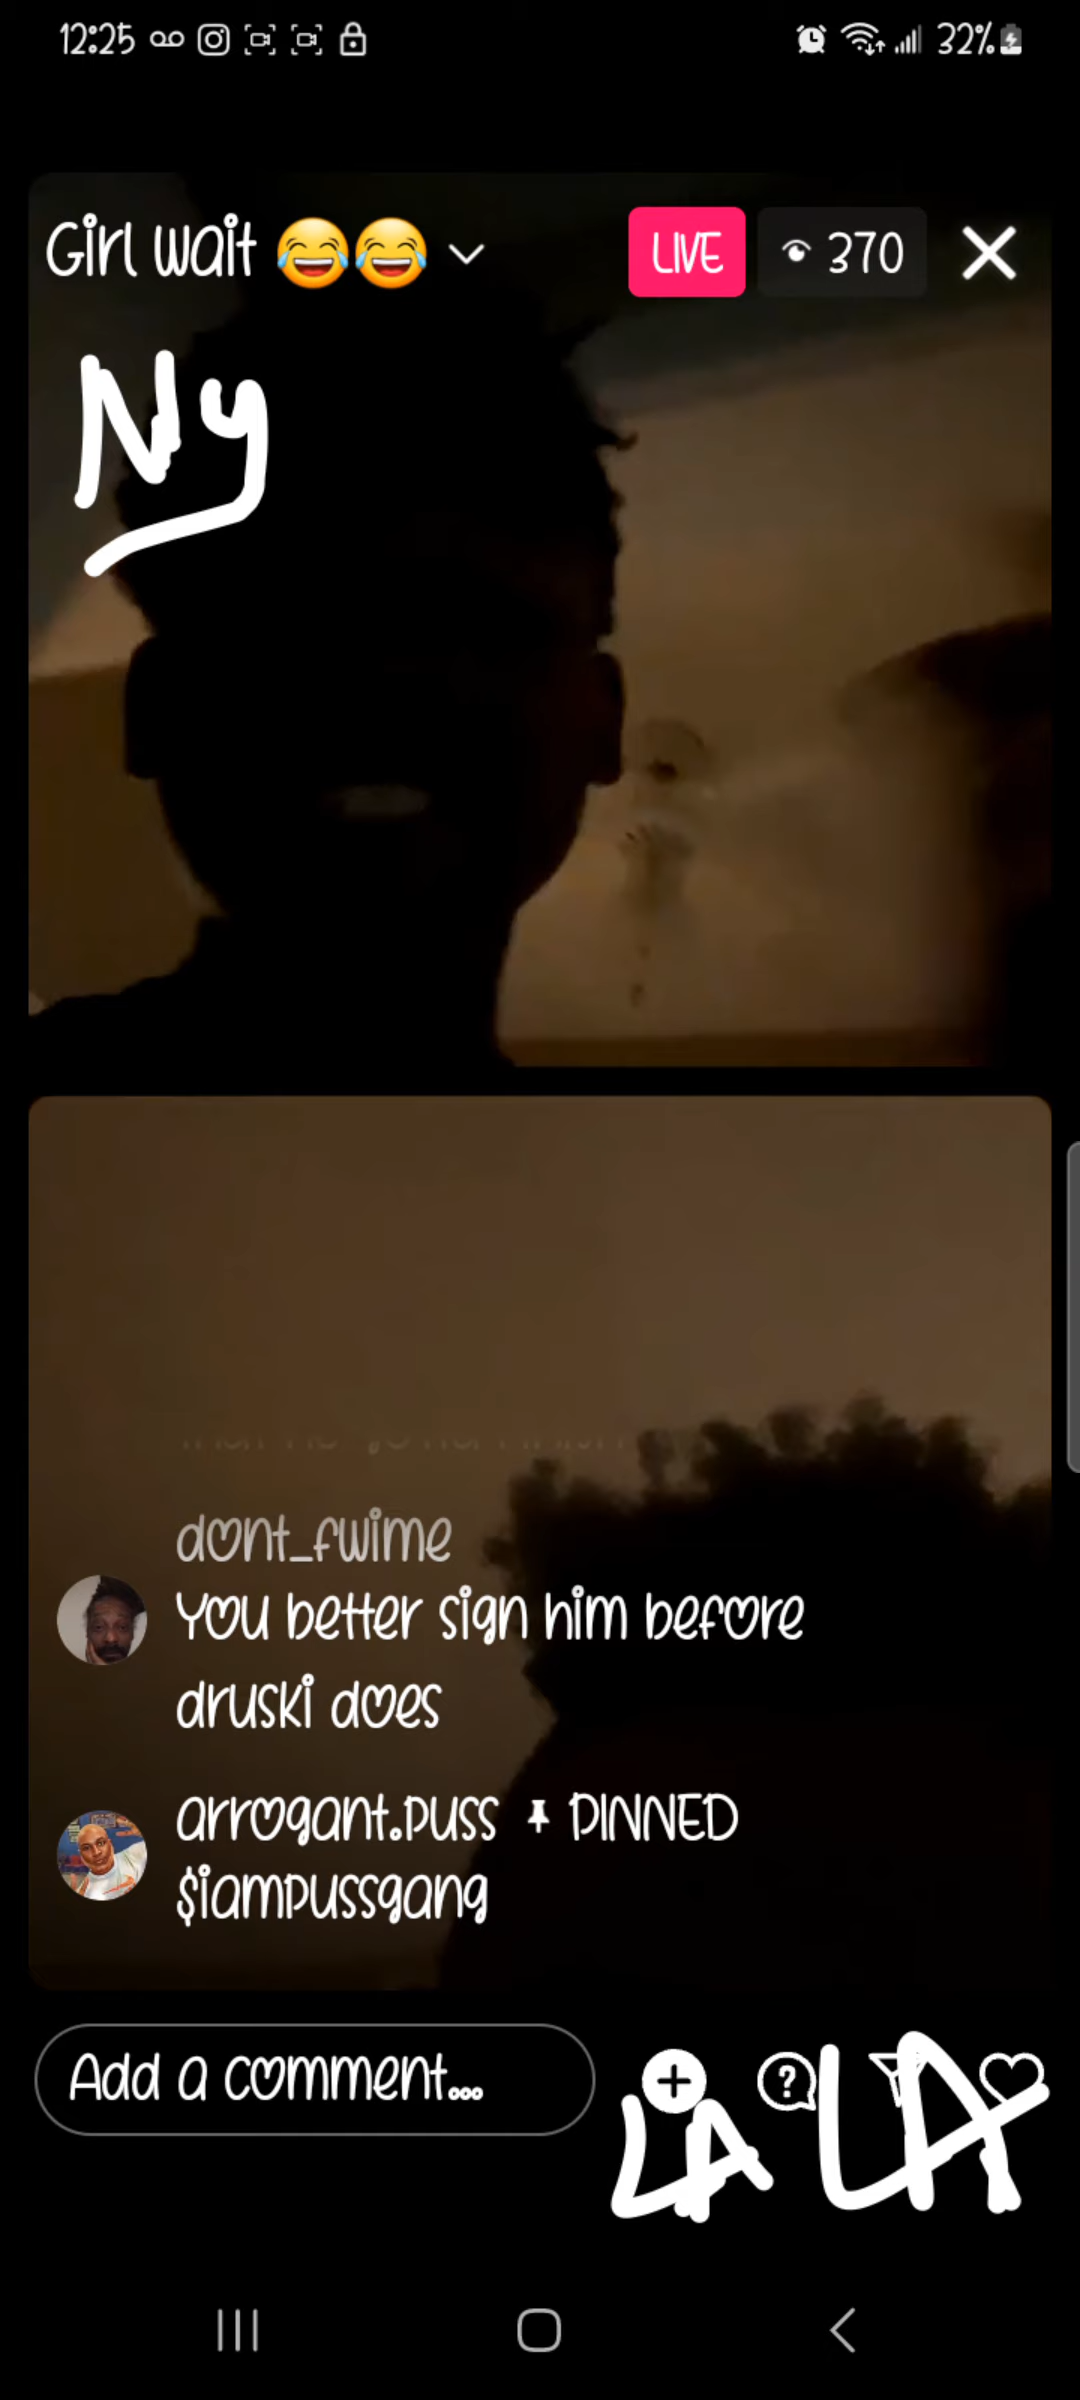 12:25 32%
Girl wait 😂😂 LIVE 370
Ny
dont_fwime
You better sign him before
druski does
arrogant.puss PINNED
$iampussgang
Add a comment...
LA LA